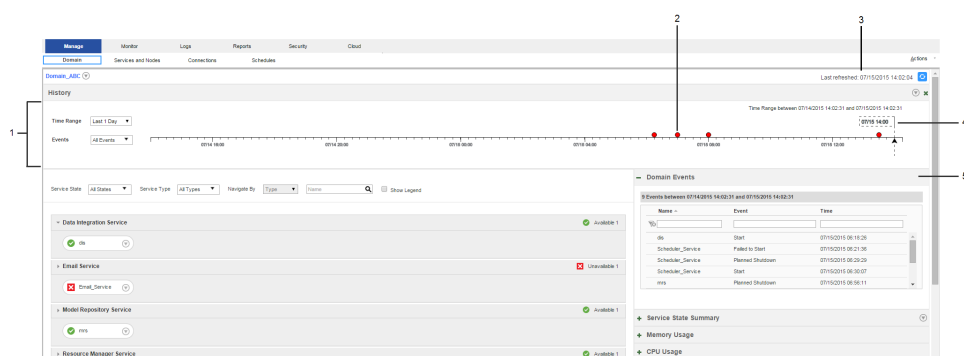 2
3
Manage Monitor Logs Reports Security Cloud
Domain Services and Nodes Connections Schedules Actions
Domain_ABC Last refreshed: 07/15/2015 14:02:04
History
Time Range between 07/14/2015 14:02:31 and 07/15/2015 14:02:31
1
Time Range Last 1 Day
07/15 14:00
4
Events All Events
07/14 16:00 07/14 20:00 07/15 00:00 07/15 04:00 07/15 08:00 07/15 12:00
Service State All States Service Type All Types Navigate By Type Name Show Legend
Domain Events
5
Events between 07/14/2015 14:02:31 and 07/15/2015 14:02:31
Name Event Time
Data Integration Service Available 1
dis
dis Start 07/15/2015 06:18:26
Scheduler_Service Failed to Start 07/15/2015 06:21:36
Scheduler_Service Planned Shutdown 07/15/2015 06:29:29
Scheduler_Service Start 07/15/2015 06:30:07
mrs Planned Shutdown 07/15/2015 06:56:11
Email Service Unavailable 1
Email_Service
Model Repository Service Available 1
mrs
Service State Summary
Memory Usage
Resource Manager Service Available 1
CPU Usage